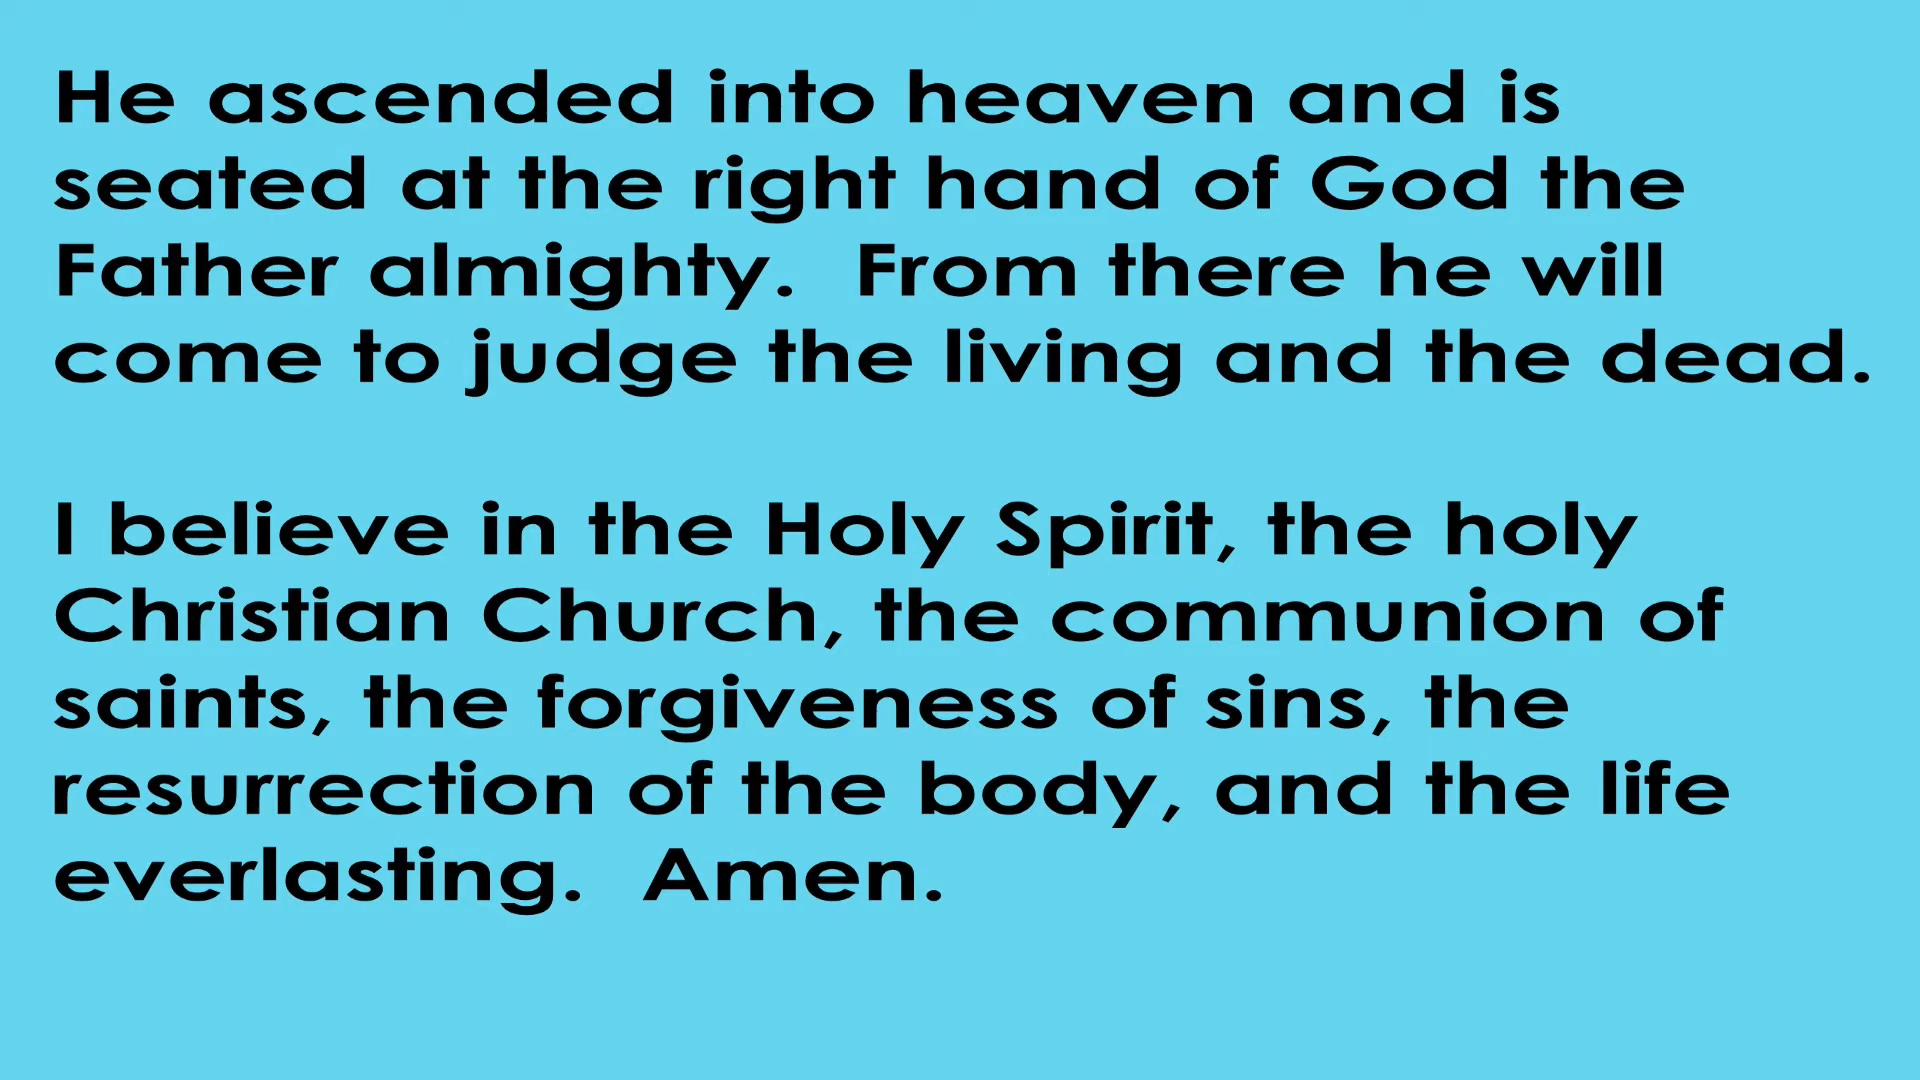 He ascended into heaven and is
seated at the right hand of God the
Father almighty.  From there he will
come to judge the living and the dead.
I believe in the Holy Spirit, the holy
Christian Church, the communion of
saints, the forgiveness of sins, the
resurrection of the body, and the life
everlasting.  Amen.